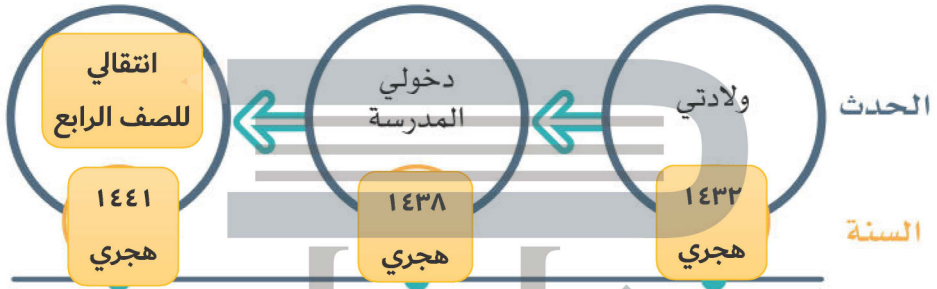 الحدث
ولادتي
دخولي
المدرسة
انتقالي
للصف الرابع
السنة
١٤٣٢
هجري
١٤٣٨
هجري
١٤٤١
هجري